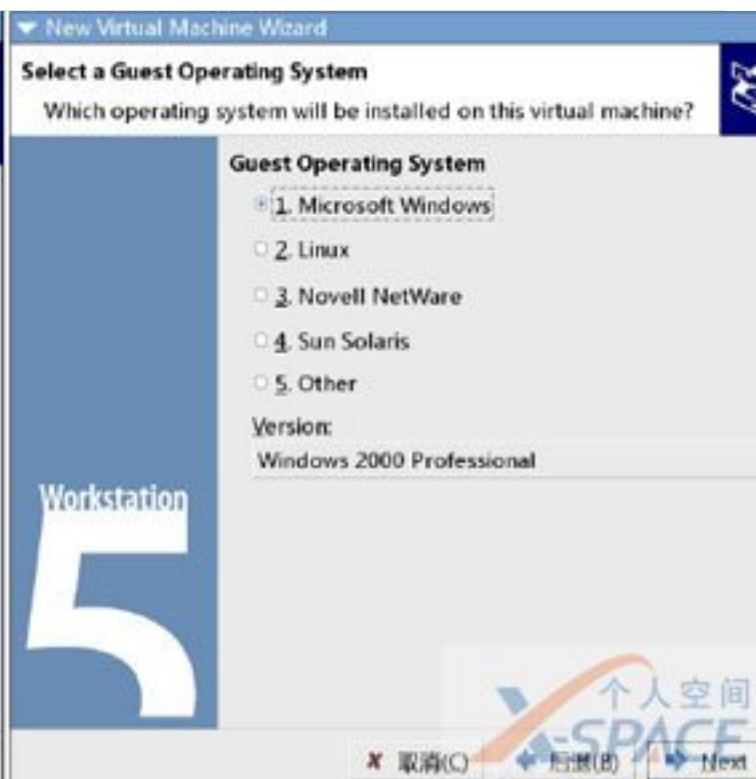 New Virtual Machine Wizard
Select a Guest Operating System
Which operating system will be installed on this virtual machine?
Guest Operating System
1. Microsoft Windows
2. Linux
3. Novell NetWare
4. Sun Solaris
5. Other
Version:
Windows 2000 Professional
Workstation
5
个人空间
X-SPACE
取消(C) 后退(B) Next